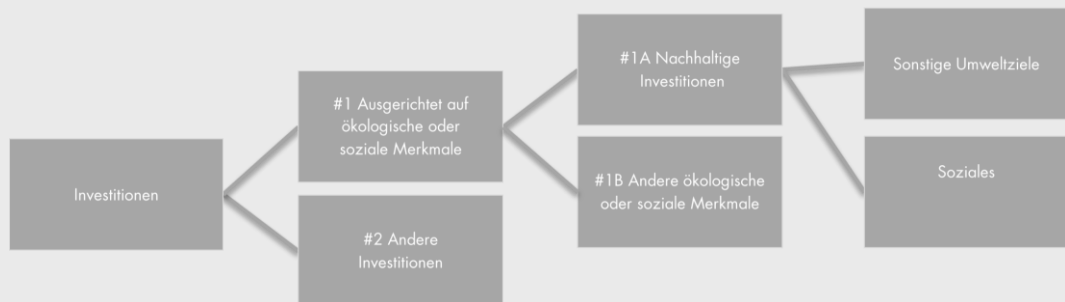 Investitionen
#1 Ausgerichtet auf
ökologische oder
soziale Merkmale
#2 Andere
Investitionen
#1A Nachhaltige
Investitionen
#1B Andere ökologische
oder soziale Merkmale
Sonstige Umweltziele
Soziales